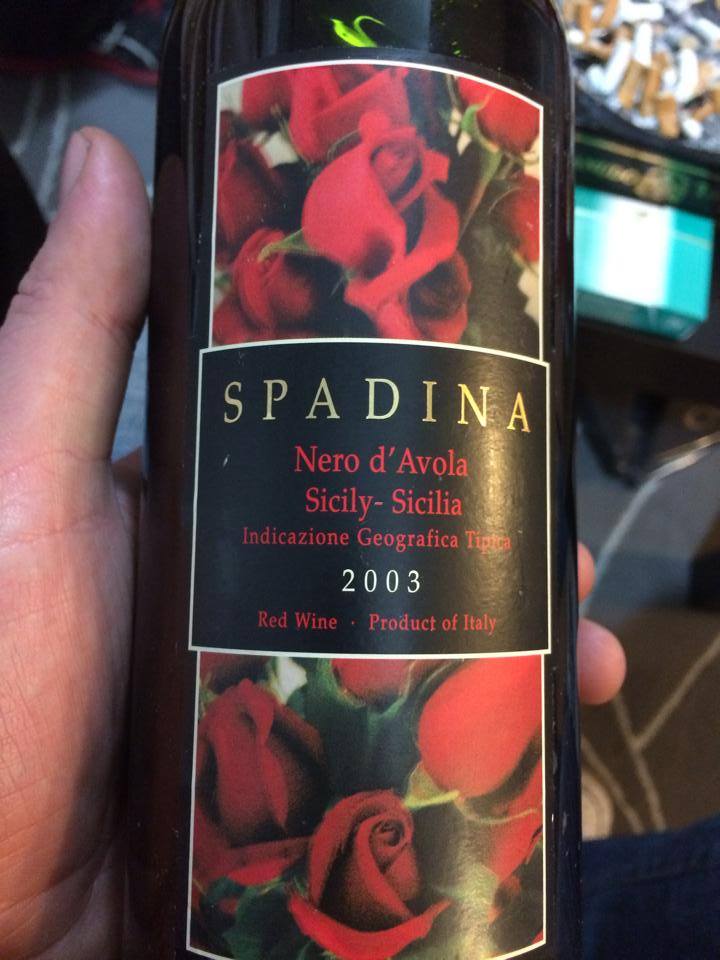 SPADINA
Nero d'Avola
Sicily- Sicilia
Indicazione Geografica Tipica
2003
Red Wine · Product of Italy